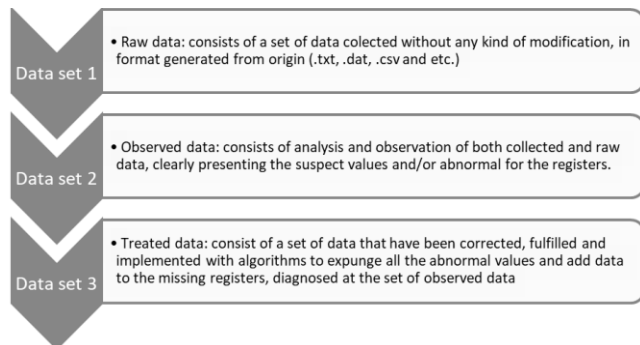 Data set 1
• Raw data: consists of a set of data colected without any kind of modification, in
format generated from origin (.txt, .dat, .csv and etc.)
Data set 2
• Observed data: consists of analysis and observation of both collected and raw
data, clearly presenting the suspect values and/or abnormal for the registers.
Data set 3
• Treated data: consist of a set of data that have been corrected, fulfilled and
implemented with algorithms to expunge all the abnormal values and add data
to the missing registers, diagnosed at the set of observed data